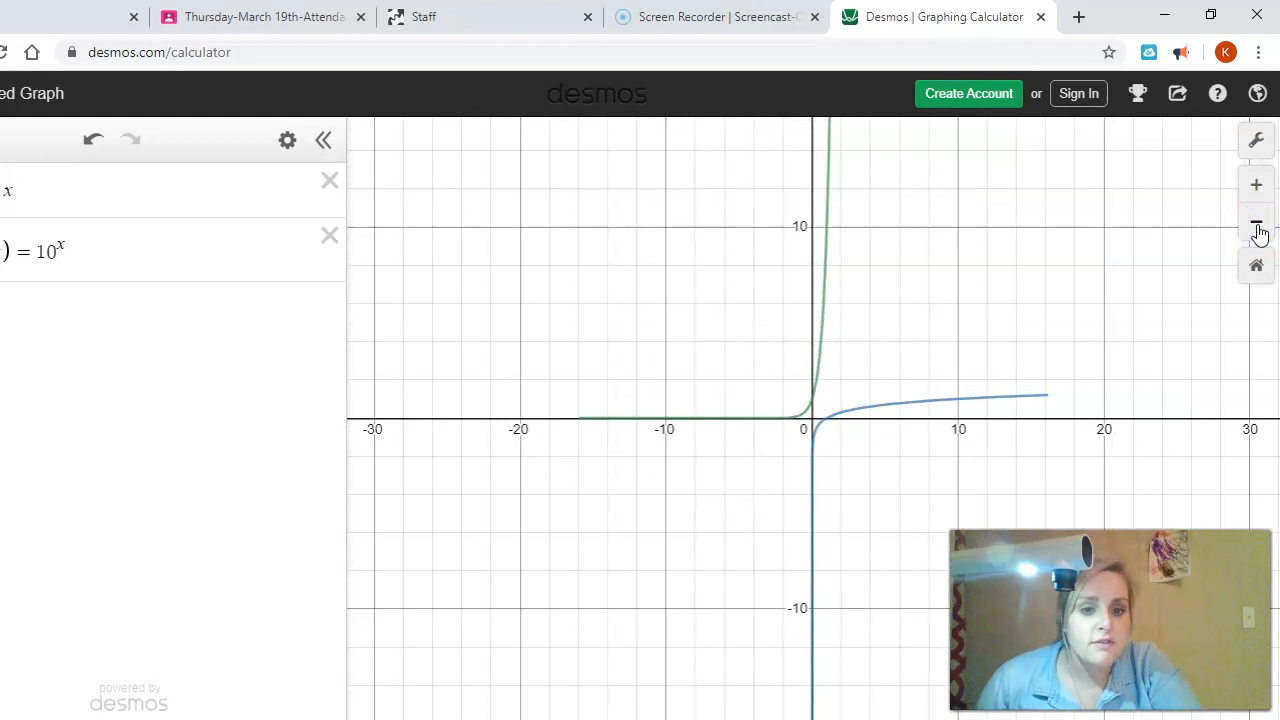 Thursday-March 19th-Attenda
Staff
Screen Recorder | Screencast-O
Desmos | Graphing Calculator
desmos.com/calculator
K
ed Graph
desmos
Create Account or Sign In
x
) = 10^x
10
-30 -20 -10 0 10 20 30
-10
powered by
desmos